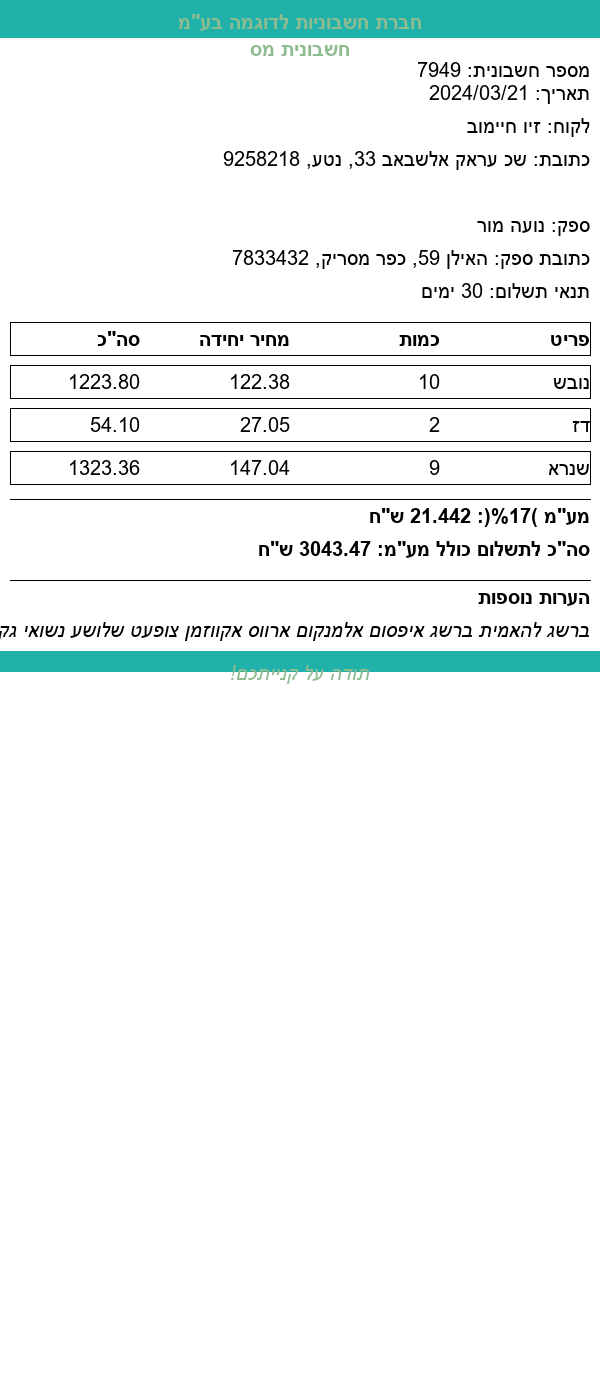 חברת חשבוניות לדוגמה בע"מ
חשבונית מס
מספר חשבונית: 7949
תאריך: 2024/03/21
לקוח: זיו חיימוב
כתובת: שכ עראק אלשבאב 33, נטע, 9258218
ספק: נועה מור
כתובת ספק: האילן 59, כפר מסריק, 7833432
תנאי תשלום: 30 ימים
פריט כמות מחיר יחידה סה"כ
נובש 10 122.38 1223.80
דז 2 27.05 54.10
שנרא 9 147.04 1323.36
מע"מ )17%(: 21.442 ש"ח
סה"כ לתשלום כולל מע"מ: 3043.47 ש"ח
הערות נוספות
ברשג להאמית ברשג איפסום אלמנקום ארווס אקווזמן צופעט שלושע נשואי
תודה על קנייתכם!